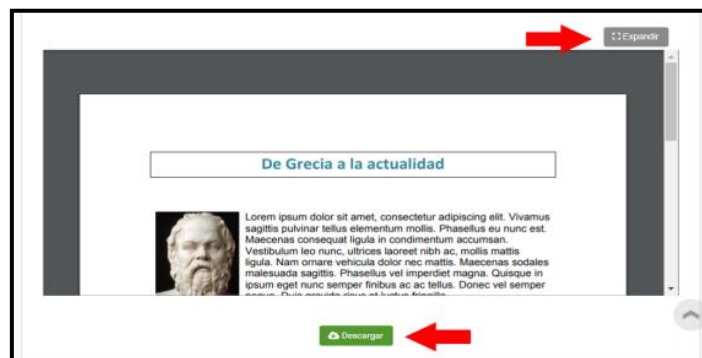 Expandir
De Grecia a la actualidad
Lorem ipsum dolor sit amet, consectetur adipiscing elit. Vivamus
sagittis pulvinar tellus elementum mollis. Phasellus eu nunc est.
Maecenas consequat ligula in condimentum accumsan.
Vestibulum leo nunc, ultrices laoreet nibh ac, mollis mattis
ligula. Nam ornare vehicula dolor nec mattis. Maecenas sodales
malesuada sagittis. Phasellus vel imperdiet magna. Quisque in
ipsum eget nunc semper finibus ac ac tellus. Donec vel semper
Descargar